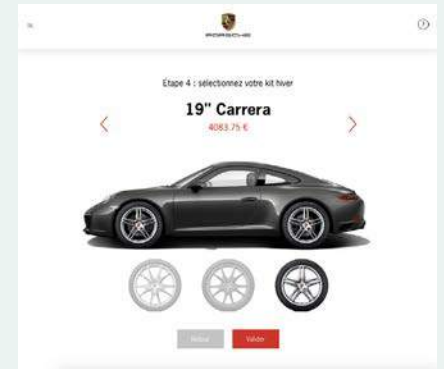 PORSCHE
Etape 4 : sélectionnez votre kit hiver
19" Carrera
4083.75 €
Retour
Valider